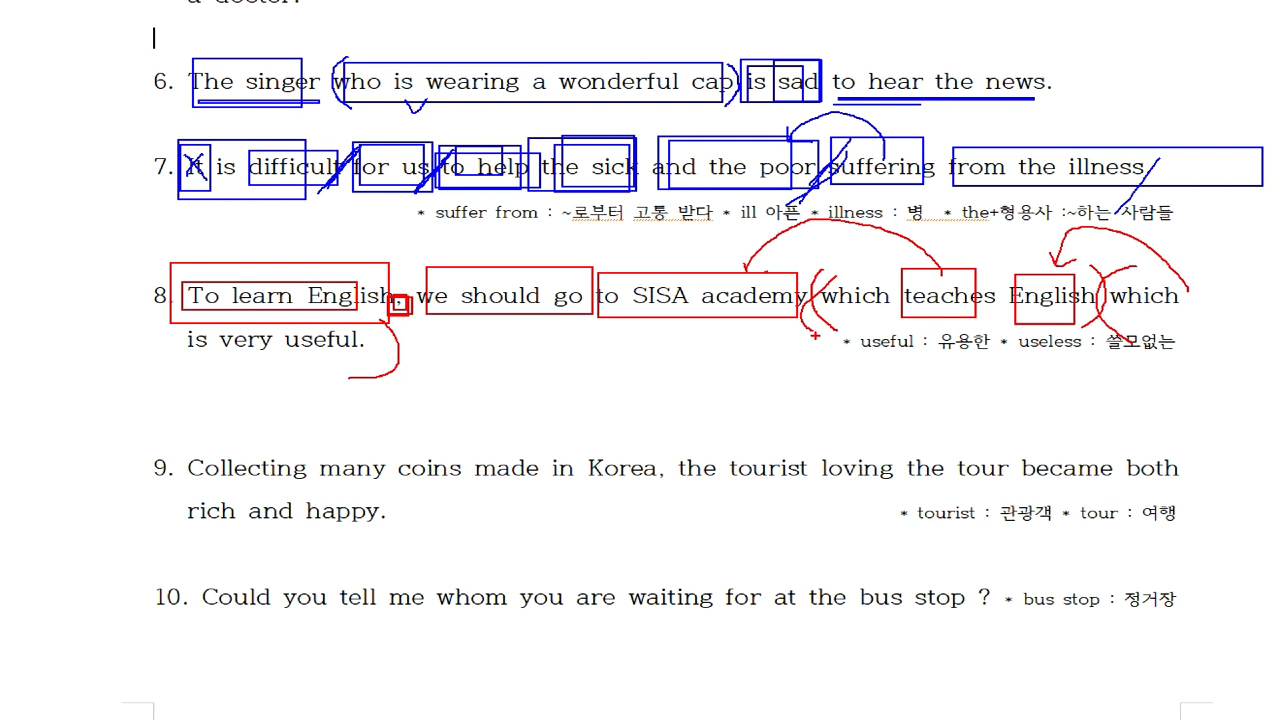 a doctor.
6. The singer who is wearing a wonderful cap is sad to hear the news.
7. It is difficult for us to help the sick and the poor suffering from the illness
* suffer from : ~로부터 고통 받다 * ill 아픈 * illness : 병 * the+형용사 :~하는 사람들
8. To learn English, we should go to SISA academy which teaches English which
is very useful.
* useful : 유용한 * useless : 쓸모없는
9. Collecting many coins made in Korea, the tourist loving the tour became both
rich and happy.
* tourist : 관광객 * tour : 여행
10. Could you tell me whom you are waiting for at the bus stop ? * bus stop : 정거장